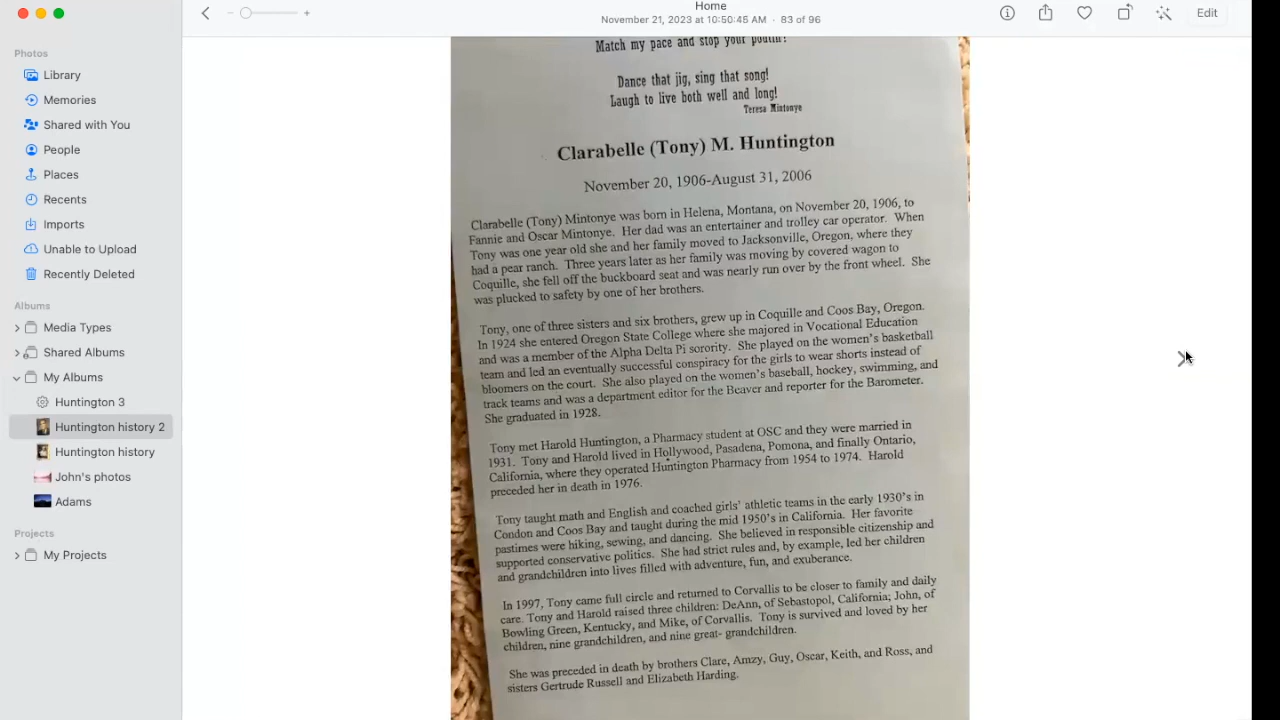 Home
November 21, 2023 at 10:50:45 AM · 83 of 96
Edit
Photos
Library
Memories
Shared with You
People
Places
Recents
Imports
Unable to Upload
Recently Deleted
Albums
Media Types
Shared Albums
My Albums
Huntington 3
Huntington history 2
Huntington history
John's photos
Adams
Projects
My Projects
Match my pace and stop your poutin'!
Dance that jig, sing that song!
Laugh to live both well and long!
Teresa Mintonye
Clarabelle (Tony) M. Huntington
November 20, 1906-August 31, 2006
Clarabelle (Tony) Mintonye was born in Helena, Montana, on November 20, 1906, to
Fannie and Oscar Mintonye. Her dad was an entertainer and trolley car operator. When
Tony was one year old she and her family moved to Jacksonville, Oregon, where they
had a pear ranch. Three years later as her family was moving by covered wagon to
Coquille, she fell off the buckboard seat and was nearly run over by the front wheel. She
was plucked to safety by one of her brothers.
Tony, one of three sisters and six brothers, grew up in Coquille and Coos Bay, Oregon.
In 1924 she entered Oregon State College where she majored in Vocational Education
and was a member of the Alpha Delta Pi sorority. She played on the women's basketball
team and led an eventually successful conspiracy for the girls to wear shorts instead of
bloomers on the court. She also played on the women's baseball, hockey, swimming, and
track teams and was a department editor for the Beaver and reporter for the Barometer.
She graduated in 1928.
Tony met Harold Huntington, a Pharmacy student at OSC and they were married in
1931. Tony and Harold lived in Hollywood, Pasadena, Pomona, and finally Ontario,
California, where they operated Huntington Pharmacy from 1954 to 1974. Harold
preceded her in death in 1976.
Tony taught math and English and coached girls' athletic teams in the early 1930's in
Condon and Coos Bay and taught during the mid 1950's in California. Her favorite
pastimes were hiking, sewing, and dancing. She believed in responsible citizenship and
supported conservative politics. She had strict rules and, by example, led her children
and grandchildren into lives filled with adventure, fun, and exuberance.
In 1997, Tony came full circle and returned to Corvallis to be closer to family and daily
care. Tony and Harold raised three children: DeAnn, of Sebastopol, California; John, of
Bowling Green, Kentucky, and Mike, of Corvallis. Tony is survived and loved by her
children, nine grandchildren, and nine great- grandchildren.
She was preceded in death by brothers Clare, Amzy, Guy, Oscar, Keith, and Ross, and
sisters Gertrude Russell and Elizabeth Harding.